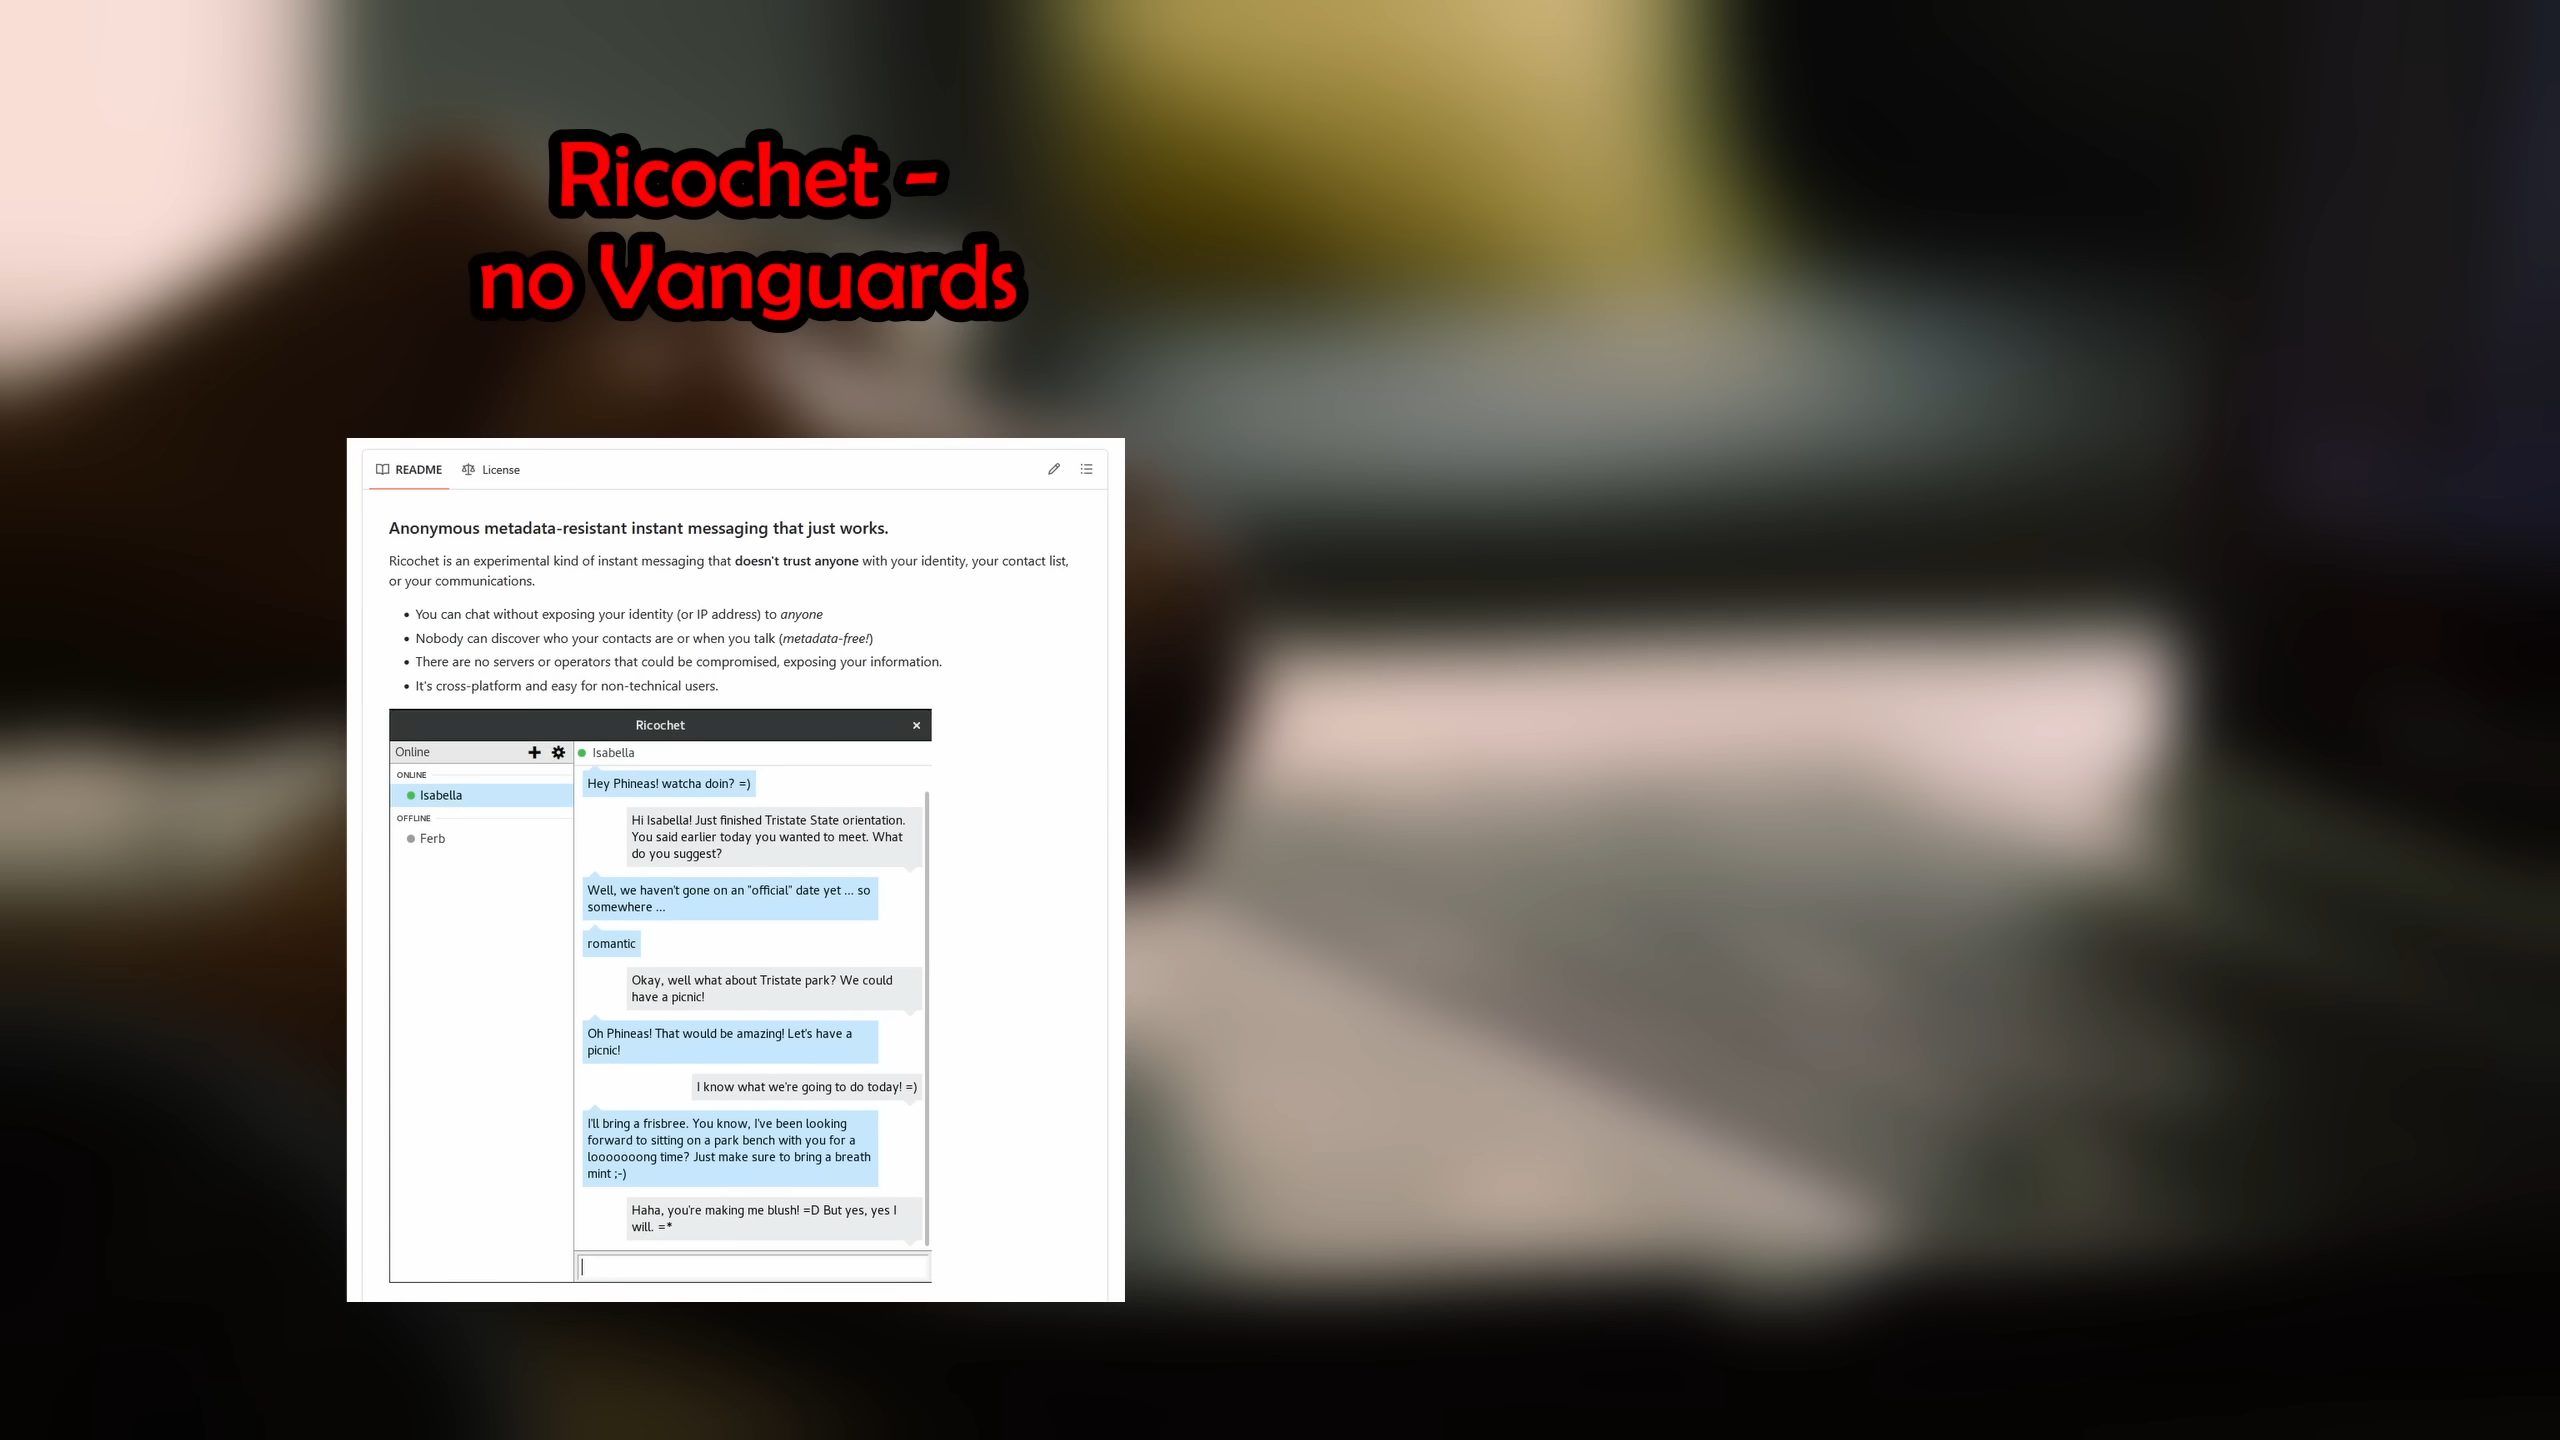 Ricochet -
no Vanguards
README License
Anonymous metadata-resistant instant messaging that just works.
Ricochet is an experimental kind of instant messaging that doesn't trust anyone with your identity, your contact list,
or your communications.
• You can chat without exposing your identity (or IP address) to anyone
• Nobody can discover who your contacts are or when you talk (metadata-free!)
• There are no servers or operators that could be compromised, exposing your information.
• It's cross-platform and easy for non-technical users.
Ricochet
Online
ONLINE
Isabella
OFFLINE
Ferb
Isabella
Hey Phineas! watcha doin? =)
Hi Isabella! Just finished Tristate State orientation.
You said earlier today you wanted to meet. What
do you suggest?
Well, we haven't gone on an "official" date yet ... so
somewhere ...
romantic
Okay, well what about Tristate park? We could
have a picnic!
Oh Phineas! That would be amazing! Let's have a
picnic!
I know what we're going to do today! =)
I'll bring a frisbree. You know, I've been looking
forward to sitting on a park bench with you for a
looooooong time? Just make sure to bring a breath
mint ;-)
Haha, you're making me blush! =D But yes, yes I
will. =*